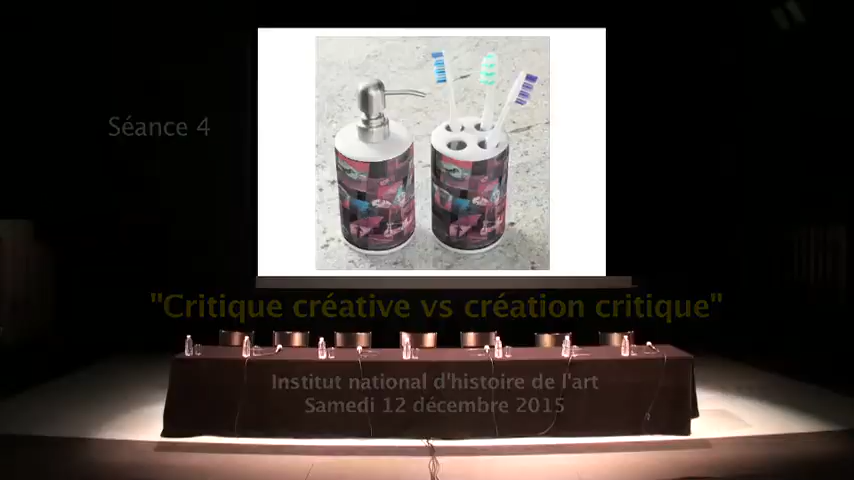 Séance 4
"Critique créative vs création critique"
Institut national d'histoire de l'art
Samedi 12 décembre 2015